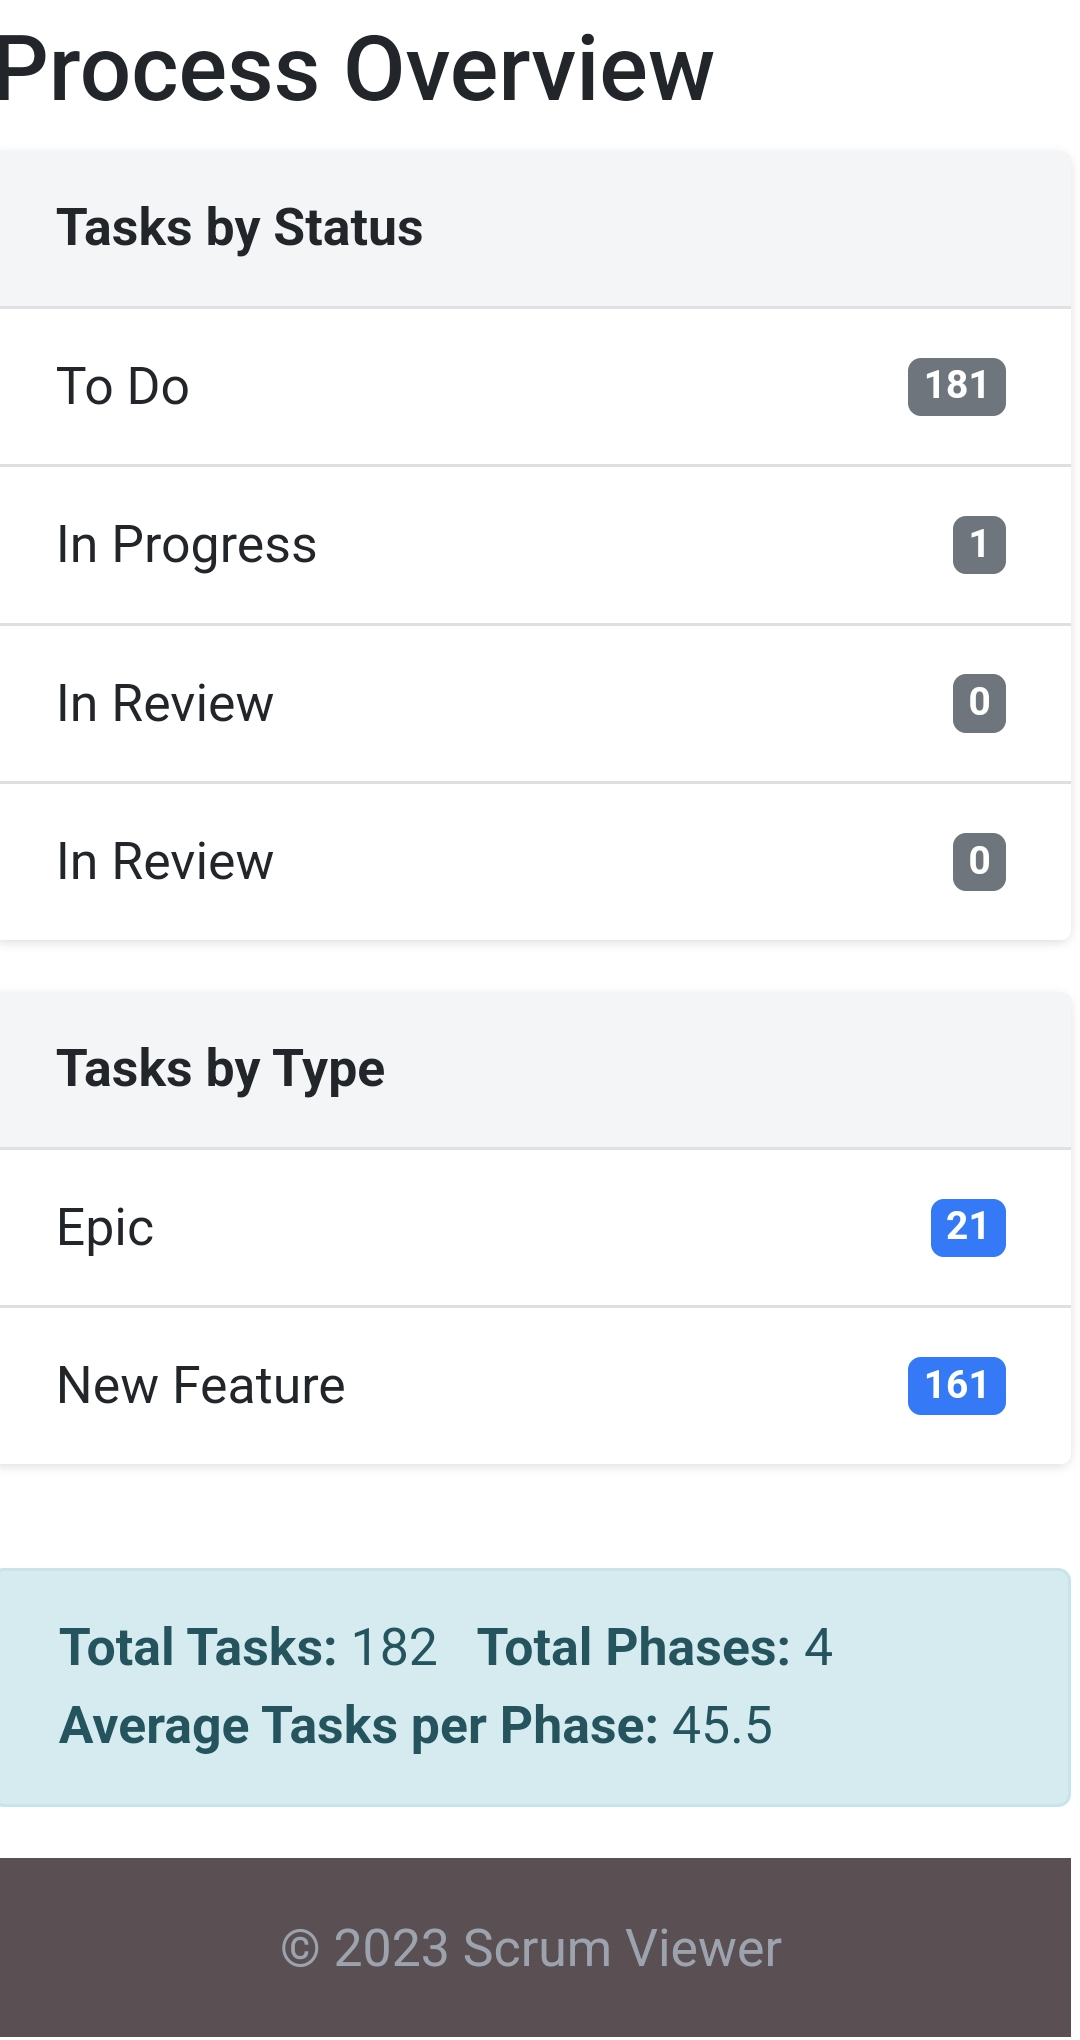 Process Overview
Tasks by Status
To Do 181
In Progress 1
In Review 0
In Review 0
Tasks by Type
Epic 21
New Feature 161
Total Tasks: 182 Total Phases: 4
Average Tasks per Phase: 45.5
© 2023 Scrum Viewer